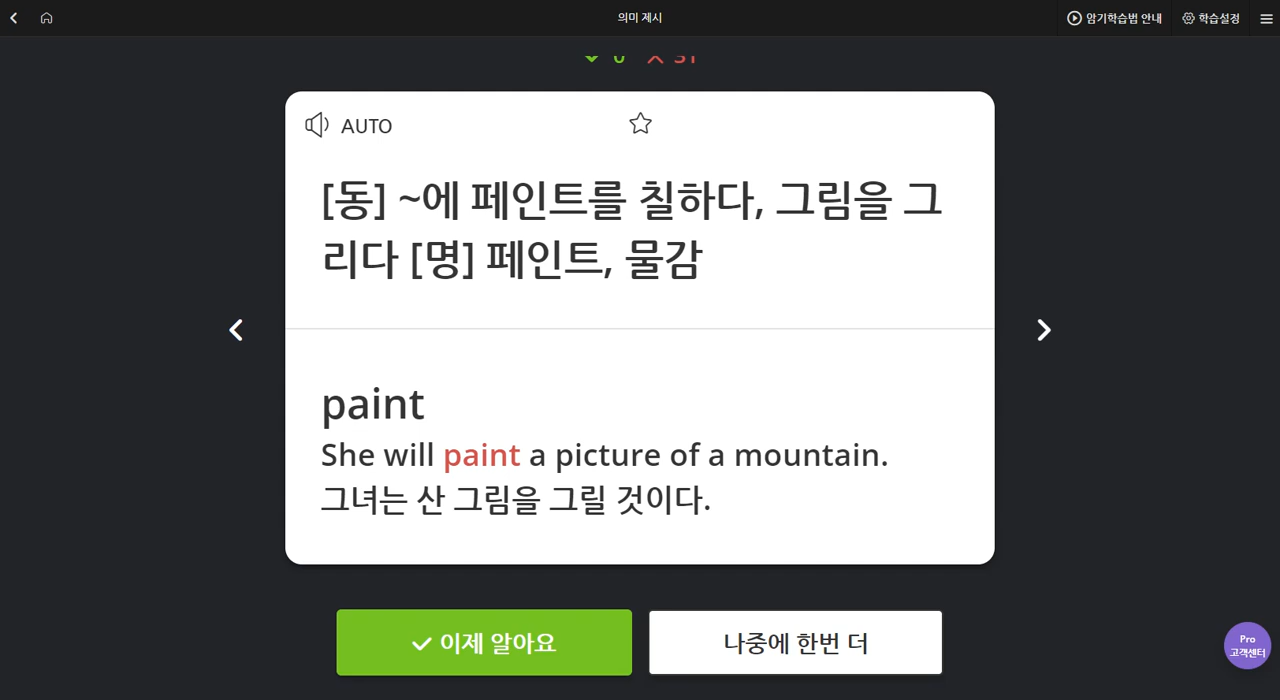 의미 제시
암기학습법 안내
학습설정
AUTO
[동] ~에 페인트를 칠하다, 그림을 그
리다 [명] 페인트, 물감
paint
She will paint a picture of a mountain.
그녀는 산 그림을 그릴 것이다.
이제 알아요
나중에 한번 더
Pro
고객센터